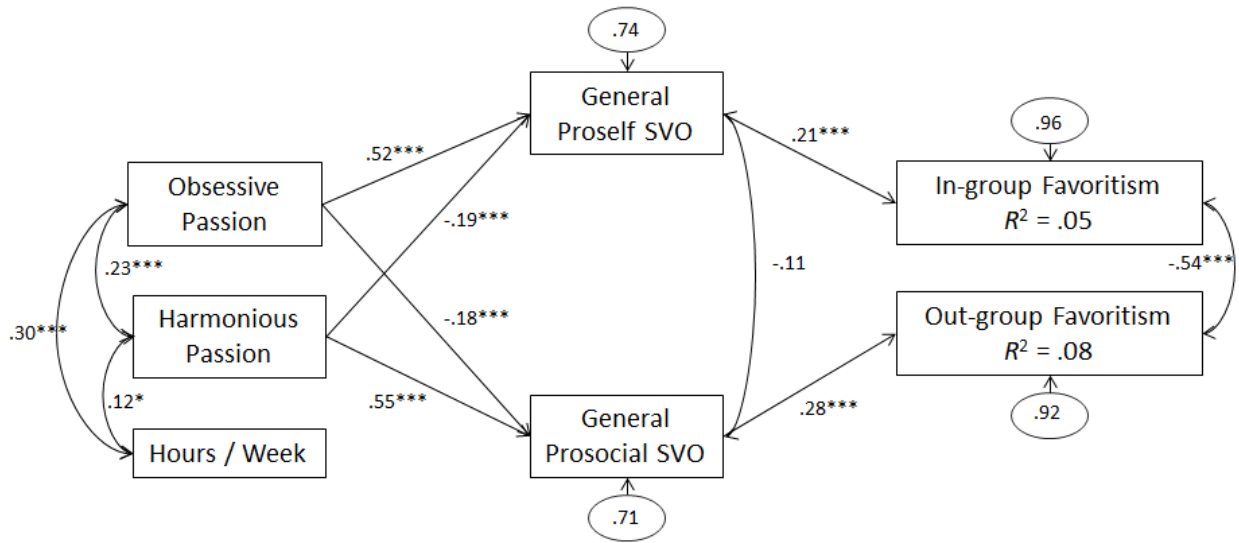 .74
General
Proself SVO
.96
.52***
.21***
Obsessive
Passion
In-group Favoritism
R² = .05
-.19***
.23***
-.11
-.54***
Harmonious
Passion
Out-group Favoritism
R² = .08
.30***
-.18***
.12*
.55***
.28***
.92
General
Prosocial SVO
Hours / Week
.71